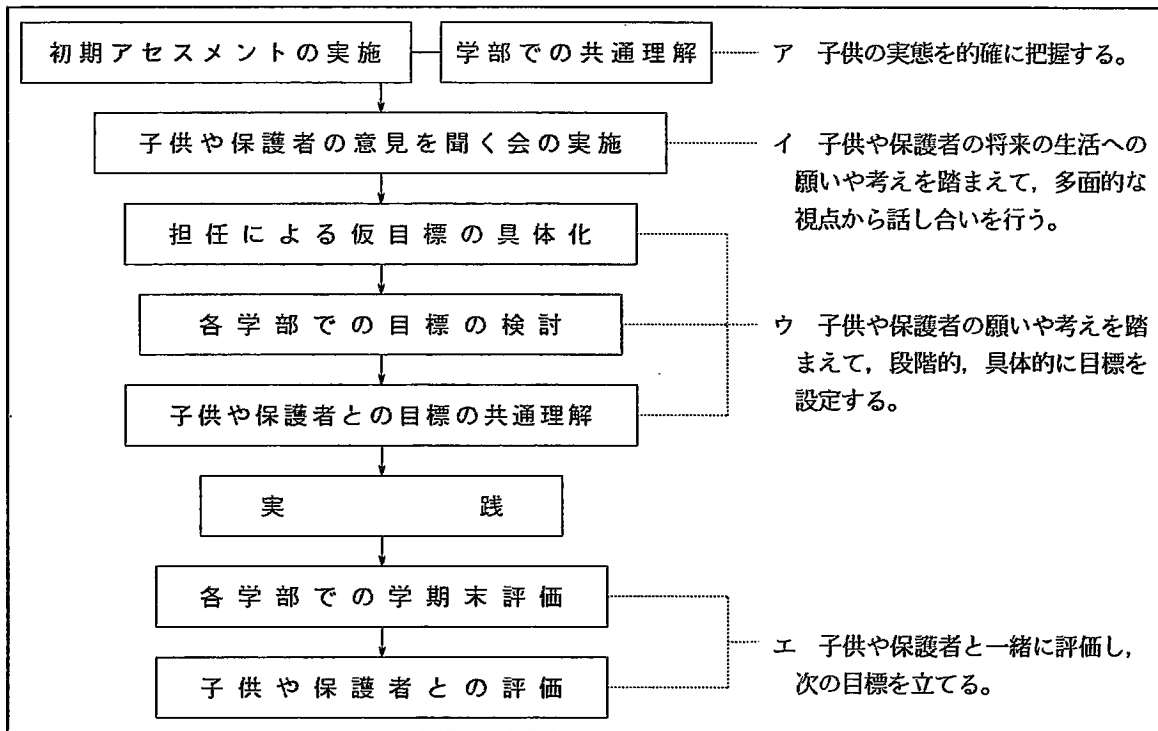 初期アセスメントの実施
学部での共通理解
ア 子供の実態を的確に把握する。
子供や保護者の意見を聞く会の実施
イ 子供や保護者の将来の生活への
願いや考えを踏まえて，多面的な
視点から話し合いを行う。
担任による仮目標の具体化
各学部での目標の検討
子供や保護者との目標の共通理解
ウ 子供や保護者の願いや考えを踏
まえて，段階的，具体的に目標を
設定する。
実践
各学部での学期末評価
子供や保護者との評価
エ 子供や保護者と一緒に評価し，
次の目標を立てる。